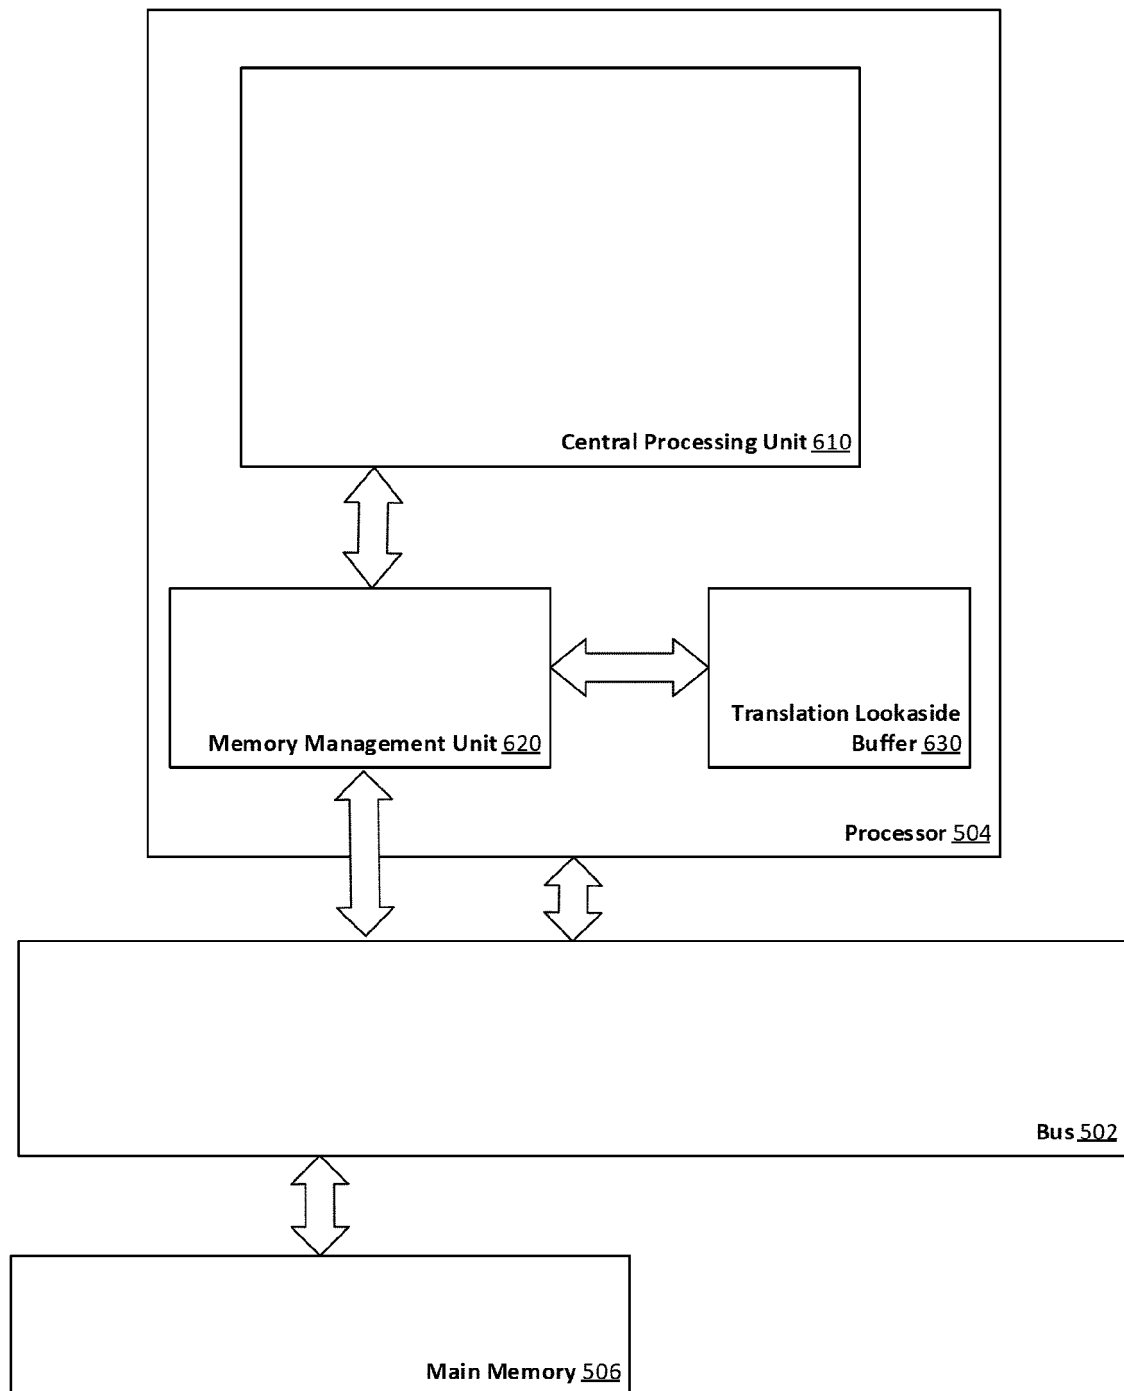 Central Processing Unit 610
Memory Management Unit 620
Translation Lookaside
Buffer 630
Processor 504
Bus 502
Main Memory 506